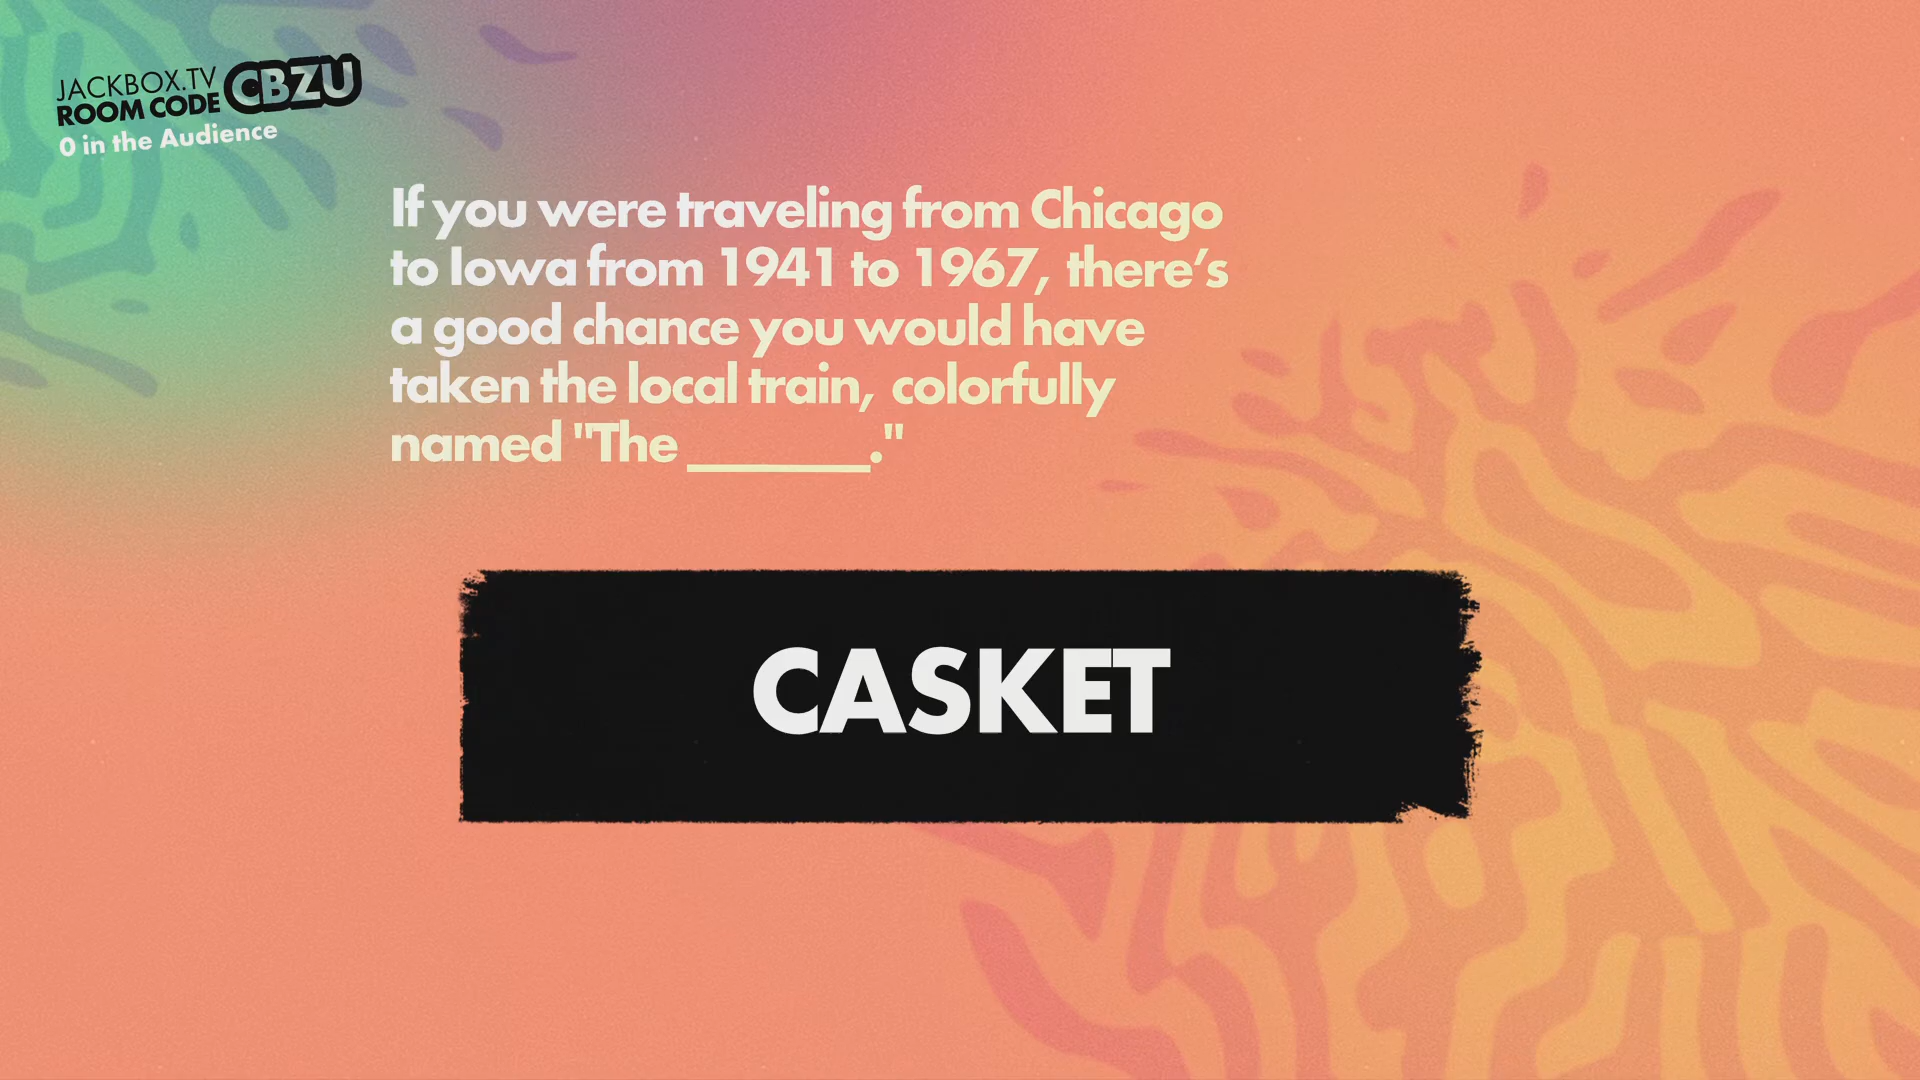 JACKBOX.TV
ROOM CODE CBZU
0 in the Audience
If you were traveling from Chicago
to Iowa from 1941 to 1967, there's
a good chance you would have
taken the local train, colorfully
named "The ______."
CASKET